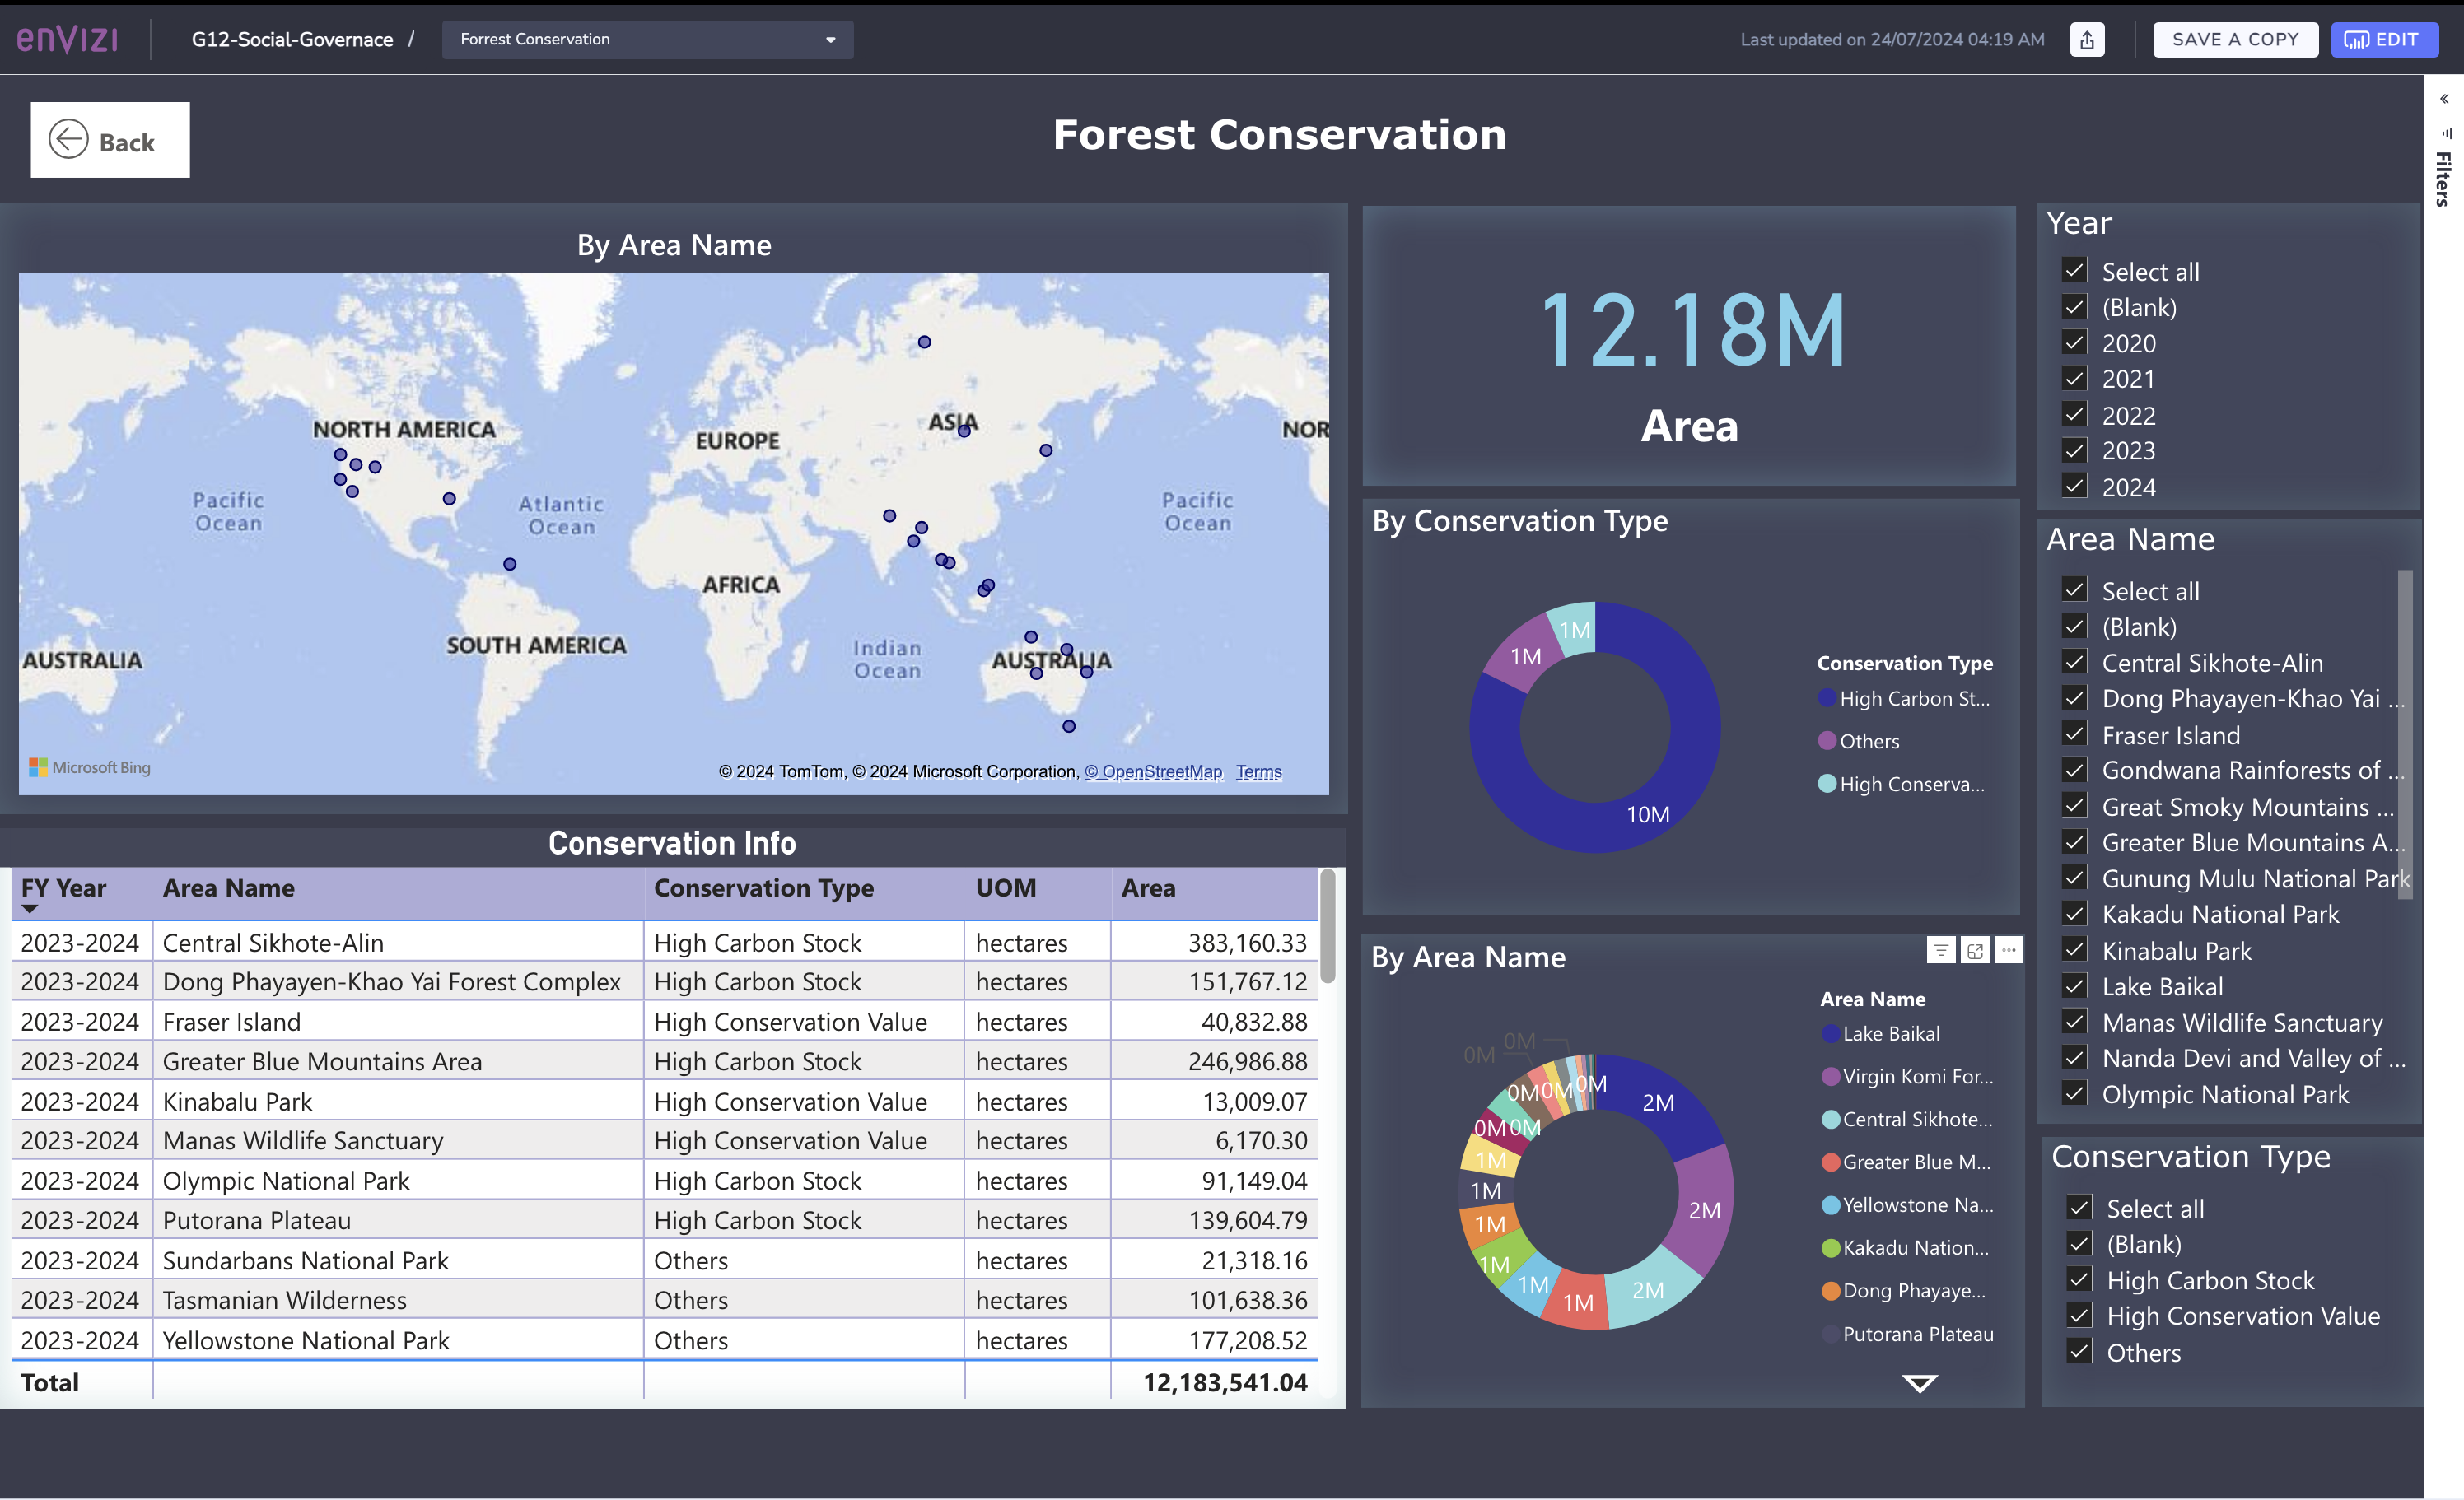 enVIZI
G12-Social-Governace /
Forrest Conservation
Last updated on 24/07/2024 04:19 AM
SAVE A COPY
EDIT
Back
Forest Conservation
Filters
By Area Name
NORTH AMERICA
EUROPE
ASIA
NOR
Pacific
Ocean
Atlantic
Ocean
Pacific
Ocean
AFRICA
SOUTH AMERICA
Indian
Ocean
AUSTRALIA
AUSTRALIA
Microsoft Bing
© 2024 TomTom, © 2024 Microsoft Corporation, © OpenStreetMap Terms
12.18M
Area
By Conservation Type
1M
1M
10M
Conservation Type
High Carbon St...
Others
High Conserva...
Year
Select all
(Blank)
2020
2021
2022
2023
2024
Area Name
Select all
(Blank)
Central Sikhote-Alin
Dong Phayayen-Khao Yai ...
Fraser Island
Gondwana Rainforests of ...
Great Smoky Mountains ...
Greater Blue Mountains A...
Gunung Mulu National Park
Kakadu National Park
Kinabalu Park
Lake Baikal
Manas Wildlife Sanctuary
Nanda Devi and Valley of ...
Olympic National Park
Conservation Info
FY Year Area Name Conservation Type UOM Area
2023-2024 Central Sikhote-Alin High Carbon Stock hectares 383,160.33
2023-2024 Dong Phayayen-Khao Yai Forest Complex High Carbon Stock hectares 151,767.12
2023-2024 Fraser Island High Conservation Value hectares 40,832.88
2023-2024 Greater Blue Mountains Area High Carbon Stock hectares 246,986.88
2023-2024 Kinabalu Park High Conservation Value hectares 13,009.07
2023-2024 Manas Wildlife Sanctuary High Conservation Value hectares 6,170.30
2023-2024 Olympic National Park High Carbon Stock hectares 91,149.04
2023-2024 Putorana Plateau High Carbon Stock hectares 139,604.79
2023-2024 Sundarbans National Park Others hectares 21,318.16
2023-2024 Tasmanian Wilderness Others hectares 101,638.36
2023-2024 Yellowstone National Park Others hectares 177,208.52
Total 12,183,541.04
By Area Name
0M
0M
0M
0M
0M
2M
0M
0M
1M
1M
2M
1M
1M
1M
1M
2M
Area Name
Lake Baikal
Virgin Komi For...
Central Sikhote...
Greater Blue M...
Yellowstone Na...
Kakadu Nation...
Dong Phayaye...
Putorana Plateau
Conservation Type
Select all
(Blank)
High Carbon Stock
High Conservation Value
Others